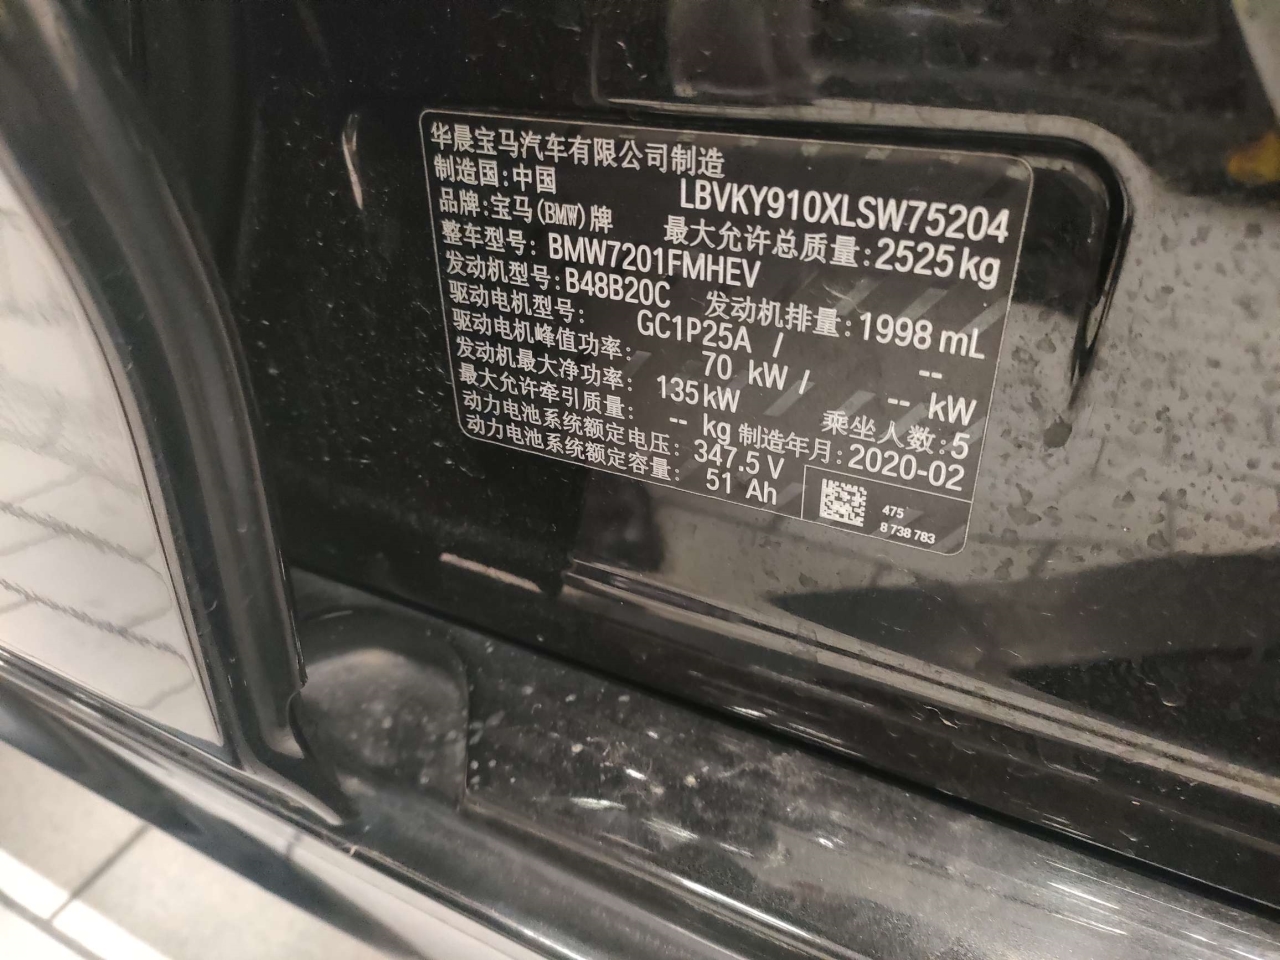 华晨宝马汽车有限公司制造
制造国:中国 LBVKY910XLSW75204
品牌:宝马(BMW)牌 最大允许总质量:2525kg
整车型号: BMW7201FMHEV
发动机型号:B48B20C 发动机排量:1998 mL
驱动电机型号: GC1P25A / --
驱动电机峰值功率: 70 kW / -- kW
发动机最大净功率: 135kW 乘坐人数:5
最大允许牵引质量: -- kg 制造年月:2020-02
动力电池系统额定电压: 347.5 V
动力电池系统额定容量: 51 Ah
475
8 738 783